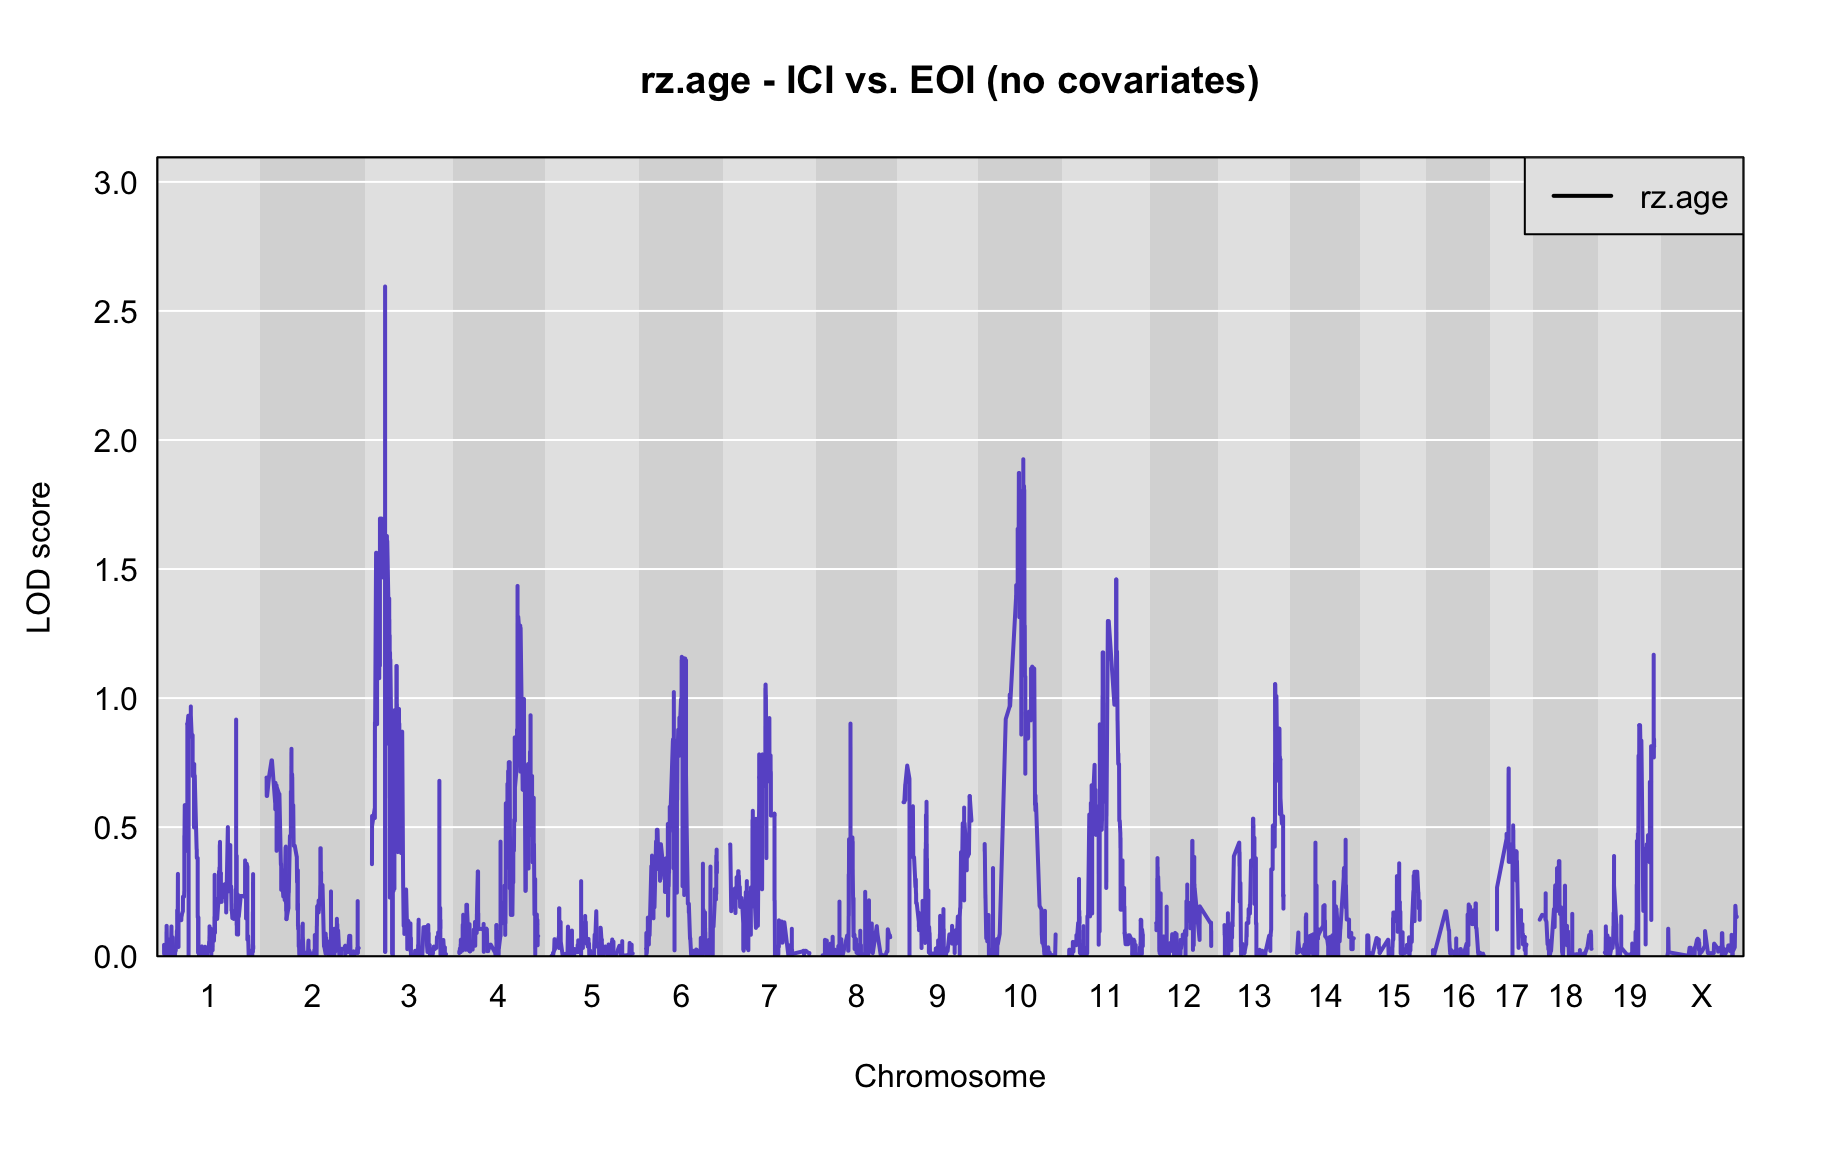 rz.age - ICI vs. EOI (no covariates)
rz.age
3.0
2.5
2.0
1.5
1.0
0.5
0.0
LOD score
1 2 3 4 5 6 7 8 9 10 11 12 13 14 15 16 17 18 19 X
Chromosome